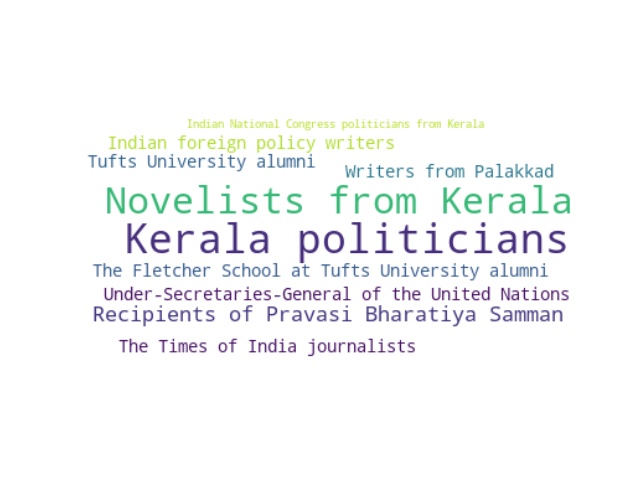 Indian National Congress politicians from Kerala
Indian foreign policy writers
Tufts University alumni
Writers from Palakkad
Novelists from Kerala
Kerala politicians
The Fletcher School at Tufts University alumni
Under-Secretaries-General of the United Nations
Recipients of Pravasi Bharatiya Samman
The Times of India journalists